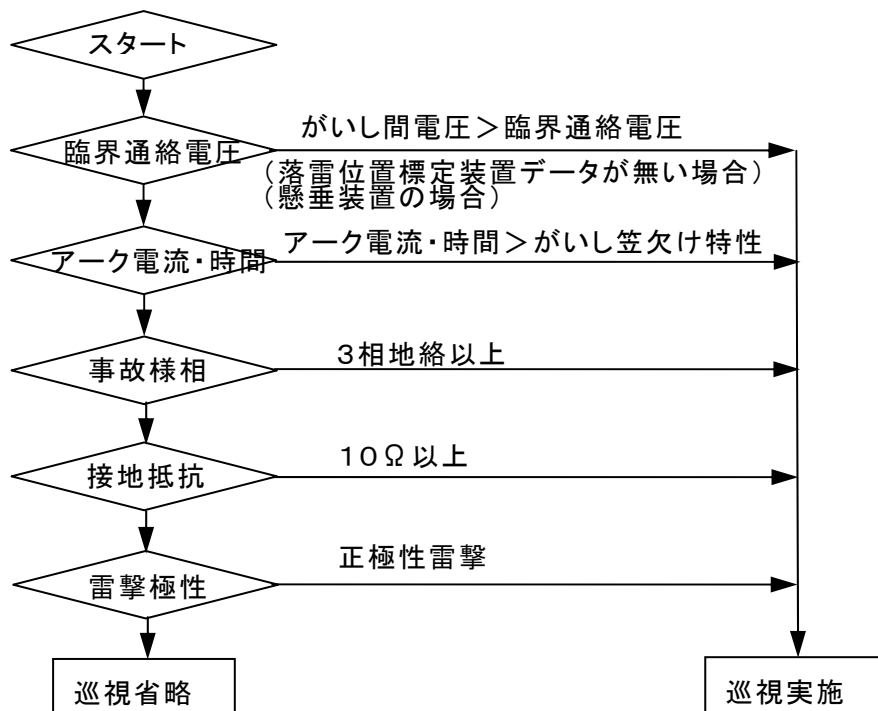 スタート
がいし間電圧＞臨界通絡電圧
臨界通絡電圧
（落雷位置標定装置データが無い場合）
（懸垂装置の場合）
アーク電流・時間＞がいし笠欠け特性
アーク電流・時間
３相地絡以上
事故様相
１０Ω以上
接地抵抗
正極性雷撃
雷撃極性
巡視省略
巡視実施